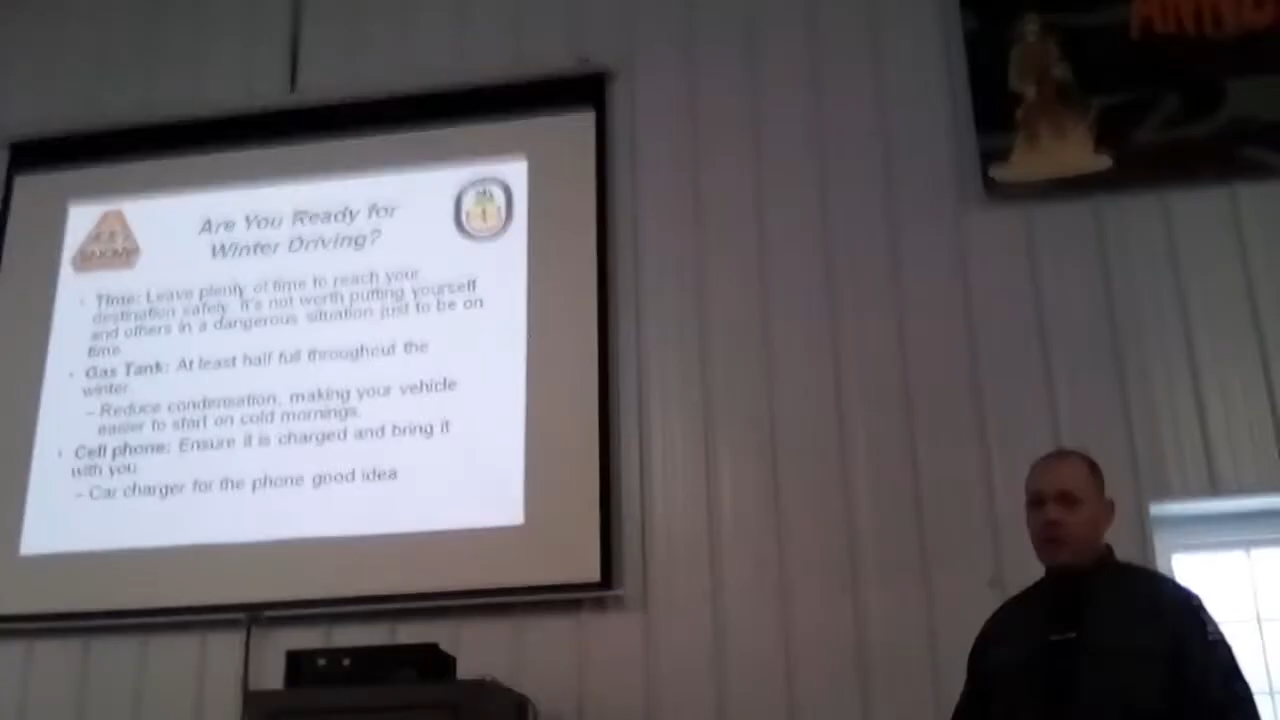 Are You Ready for
Winter Driving?
Time: Leave plenty of time to reach your
destination safely. It's not worth putting yourself
and others in a dangerous situation just to be on
time.
Gas Tank: At least half full throughout the
winter
– Reduce condensation, making your vehicle
easier to start on cold mornings.
Cell phone: Ensure it is charged and bring it
with you
– Car charger for the phone good idea